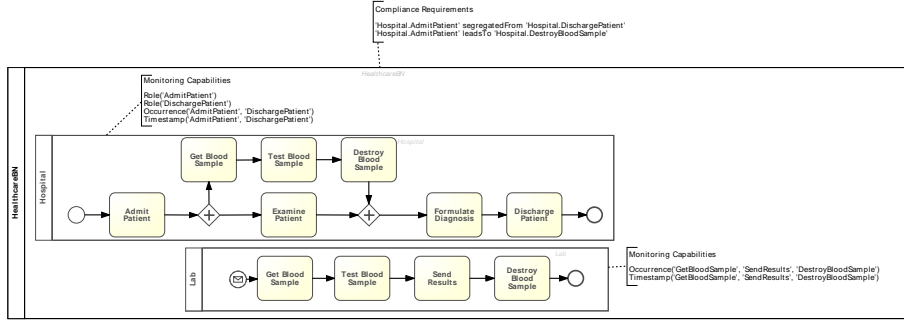 Compliance Requirements
'Hospital.AdmitPatient' segregatedFrom 'Hospital.DischargePatient'
'Hospital.AdmitPatient' leadsTo 'Hospital.DestroyBloodSample'
HealthcareBN
HealthcareBN
Monitoring Capabilities
Role('AdmitPatient')
Role('DischargePatient')
Occurrence('AdmitPatient', 'DischargePatient')
Timestamp('AdmitPatient', 'DischargePatient')
Hospital
Hospital
Get Blood
Sample
Test Blood
Sample
Destroy
Blood
Sample
Admit
Patient
Examine
Patient
Formulate
Diagnosis
Discharge
Patient
Lab
Lab
Get Blood
Sample
Test Blood
Sample
Send
Results
Destroy
Blood
Sample
Monitoring Capabilities
Occurrence('GetBloodSample', 'SendResults', 'DestroyBloodSample')
Timestamp('GetBloodSample', 'SendResults', 'DestroyBloodSample')